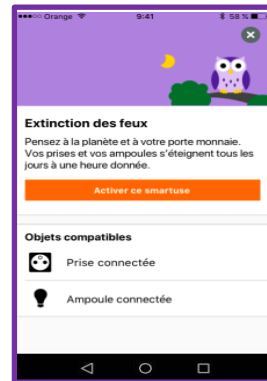 Orange 9:41 58 %
Extinction des feux
Pensez à la planète et à votre porte monnaie.
Vos prises et vos ampoules s'éteignent tous les
jours à une heure donnée.
Activer ce smartuse
Objets compatibles
Prise connectée
Ampoule connectée